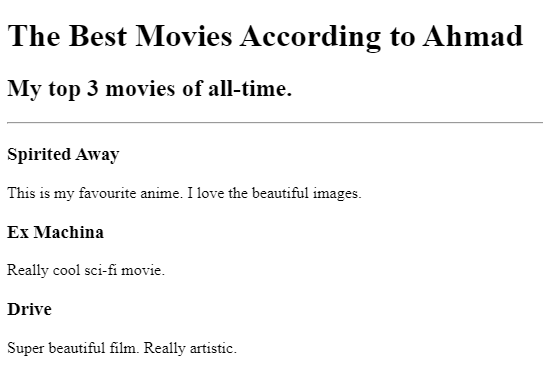 The Best Movies According to Ahmad
My top 3 movies of all-time.
Spirited Away
This is my favourite anime. I love the beautiful images.
Ex Machina
Really cool sci-fi movie.
Drive
Super beautiful film. Really artistic.